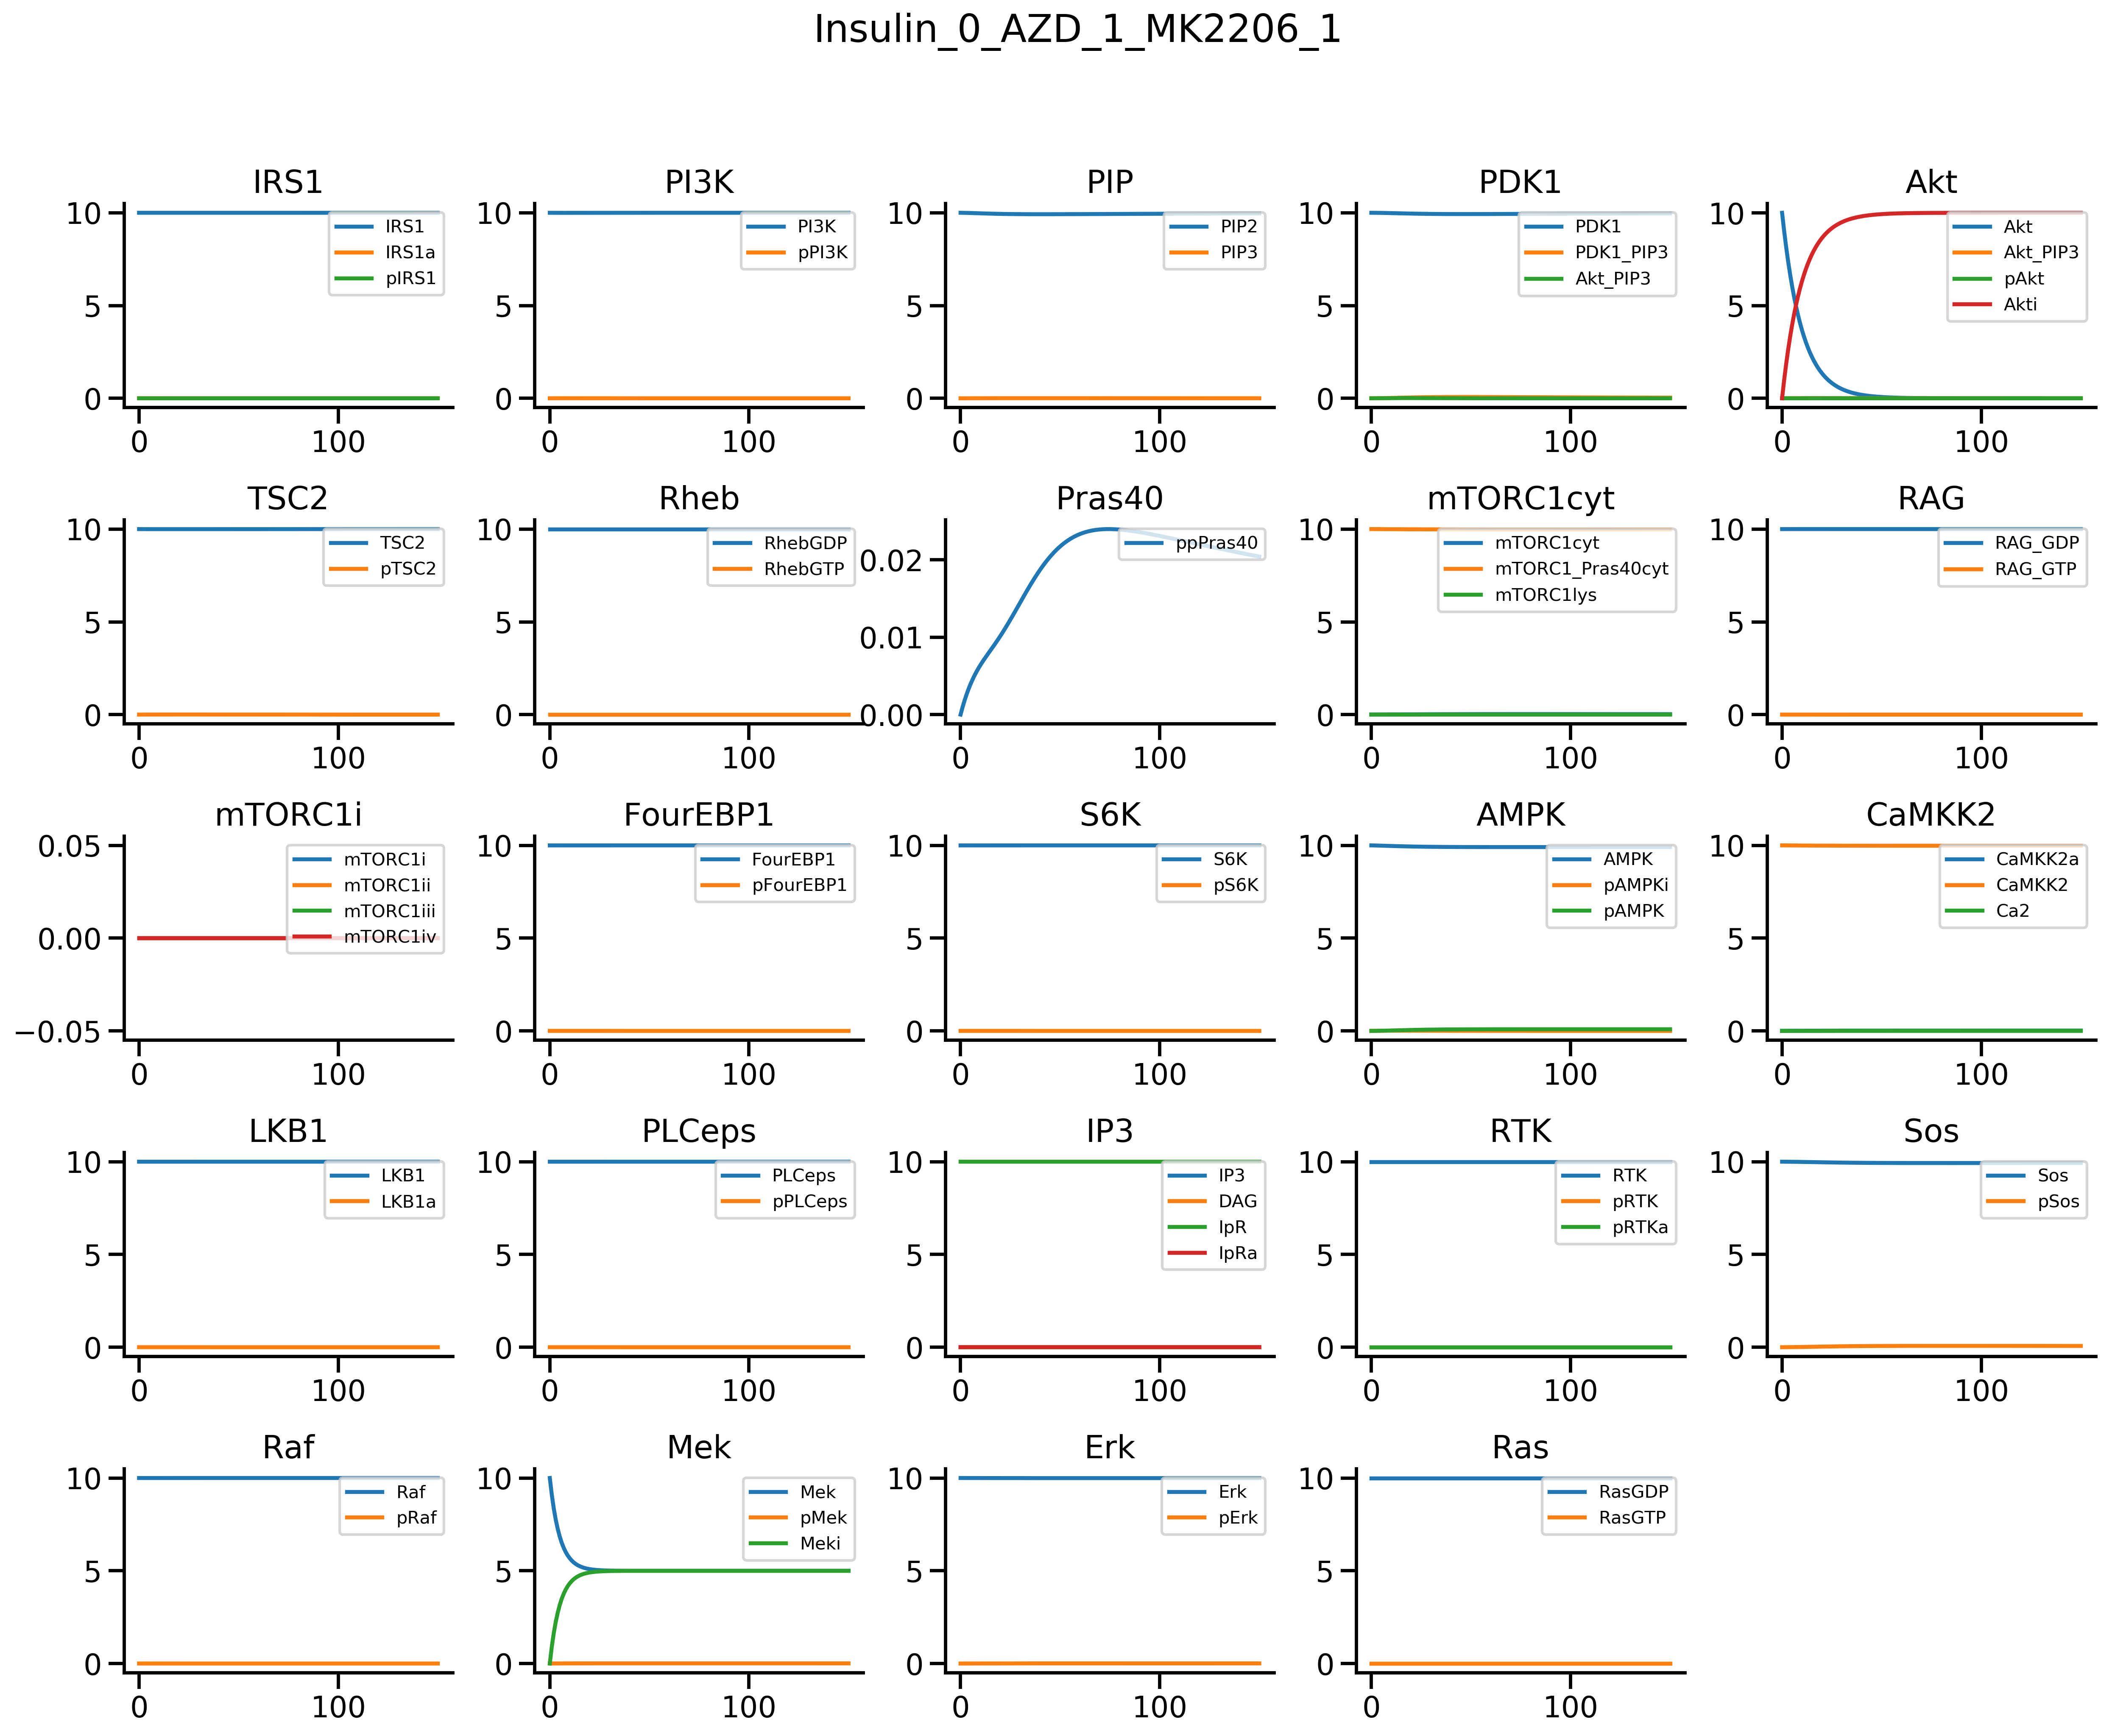 Insulin_0_AZD_1_MK2206_1
IRS1
10
5
0
0
100
IRS1
IRS1a
pIRS1
PI3K
10
5
0
0
100
PI3K
pPI3K
PIP
10
5
0
0
100
PIP2
PIP3
PDK1
10
5
0
0
100
PDK1
PDK1_PIP3
Akt_PIP3
Akt
10
5
0
0
100
Akt
Akt_PIP3
pAkt
Akti
TSC2
10
5
0
0
100
TSC2
pTSC2
Rheb
10
5
0
0
100
RhebGDP
RhebGTP
Pras40
0.02
0.01
0.00
0
100
ppPras40
mTORC1cyt
10
5
0
0
100
mTORC1cyt
mTORC1_Pras40cyt
mTORC1lys
RAG
10
5
0
0
100
RAG_GDP
RAG_GTP
mTORC1i
0.05
0.00
−0.05
0
100
mTORC1i
mTORC1ii
mTORC1iii
mTORC1iv
FourEBP1
10
5
0
0
100
FourEBP1
pFourEBP1
S6K
10
5
0
0
100
S6K
pS6K
AMPK
10
5
0
0
100
AMPK
pAMPKi
pAMPK
CaMKK2
10
5
0
0
100
CaMKK2a
CaMKK2
Ca2
LKB1
10
5
0
0
100
LKB1
LKB1a
PLCeps
10
5
0
0
100
PLCeps
pPLCeps
IP3
10
5
0
0
100
IP3
DAG
IpR
IpRa
RTK
10
5
0
0
100
RTK
pRTK
pRTKa
Sos
10
5
0
0
100
Sos
pSos
Raf
10
5
0
0
100
Raf
pRaf
Mek
10
5
0
0
100
Mek
pMek
Meki
Erk
10
5
0
0
100
Erk
pErk
Ras
10
5
0
0
100
RasGDP
RasGTP